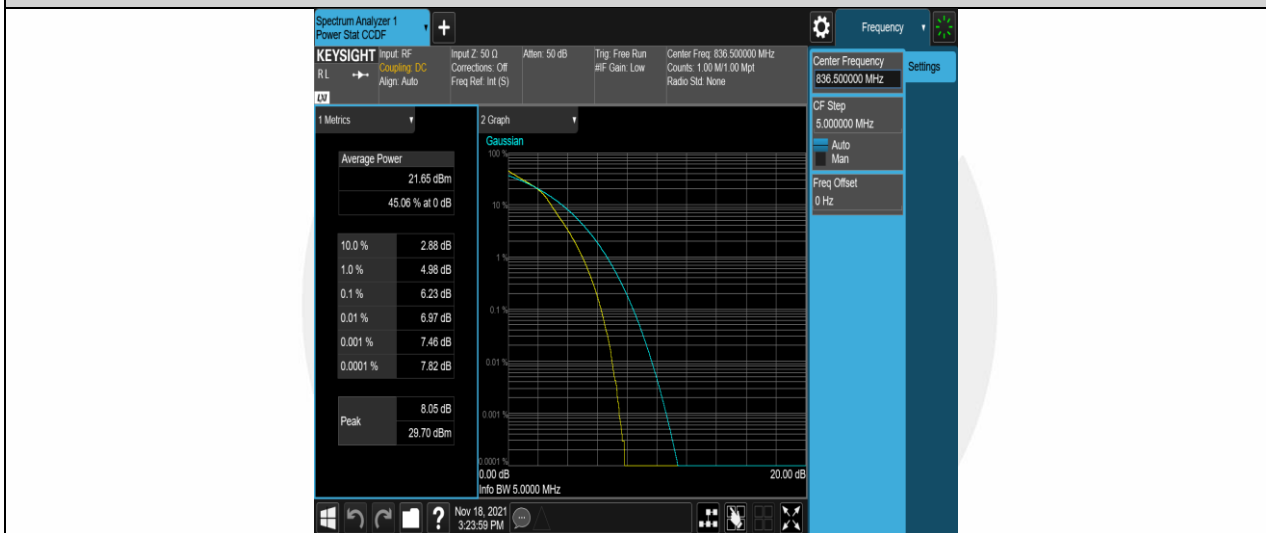 Spectrum Analyzer 1
Power Stat CCDF
Frequency
KEYSIGHT
R L
LXI
Input: RF
Coupling: DC
Align: Auto
Input Z: 50 Ω
Corrections: Off
Freq Ref: Int (S)
Atten: 50 dB
Trig: Free Run
#IF Gain: Low
Center Freq: 836.500000 MHz
Counts: 1.00 M/1.00 Mpt
Radio Std: None
Center Frequency
836.500000 MHz
Settings
CF Step
5.000000 MHz
Auto
Man
Freq Offset
0 Hz
1 Metrics
Average Power
21.65 dBm
45.06 % at 0 dB
10.0 % 2.88 dB
1.0 % 4.98 dB
0.1 % 6.23 dB
0.01 % 6.97 dB
0.001 % 7.46 dB
0.0001 % 7.82 dB
Peak
8.05 dB
29.70 dBm
2 Graph
Gaussian
100 %
10 %
1 %
0.1 %
0.01 %
0.001 %
0.0001 %
0.00 dB 20.00 dB
Info BW 5.0000 MHz
?
Nov 18, 2021
3:23:59 PM